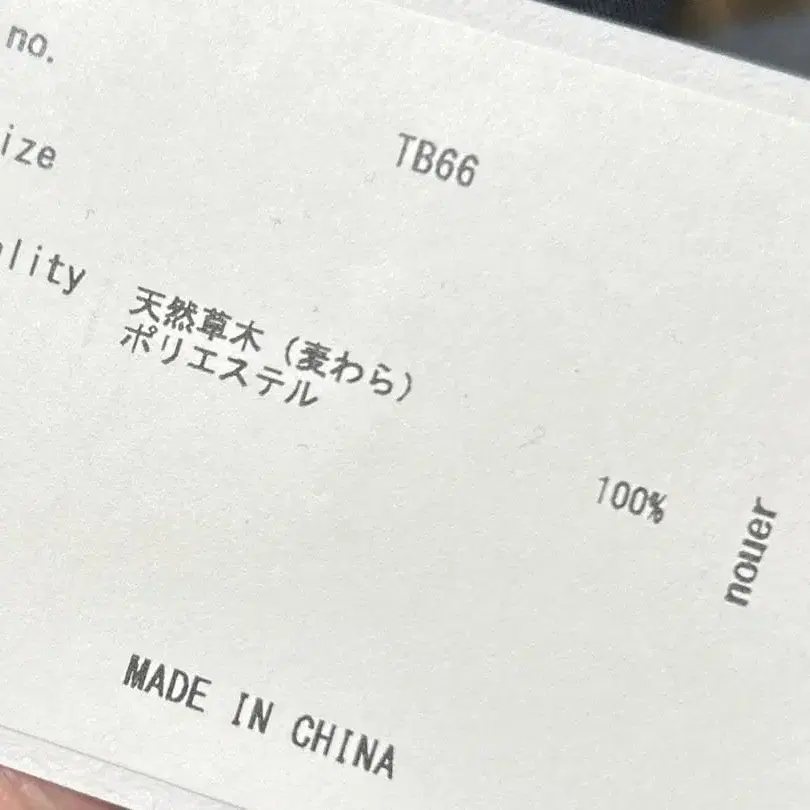 no.
TB66
ize
lity
天然草木（麦わら）
ポリエステル
100%
nouer
MADE IN CHINA